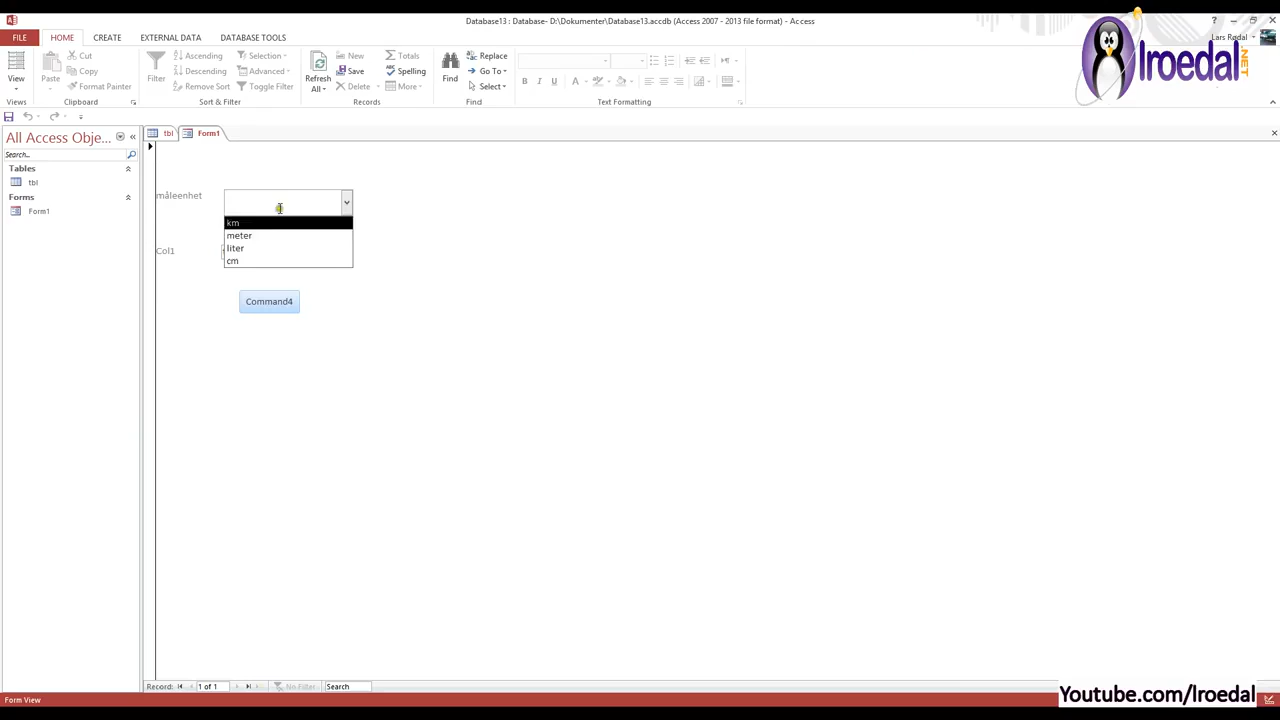 Database13 : Database- D:\Dokumenter\Database13.accdb (Access 2007 - 2013 file format) - Access
FILE HOME CREATE EXTERNAL DATA DATABASE TOOLS
Lars Rødal
lroedal.NET
View
Views
Paste
Cut
Copy
Format Painter
Clipboard
Filter
Ascending
Descending
Remove Sort
Selection
Advanced
Toggle Filter
Sort & Filter
Refresh All
New
Save
Delete
Totals
Spelling
More
Records
Find
Replace
Go To
Select
Find
B I U A
Text Formatting
All Access Obje...
Search...
Tables
tbl
Forms
Form1
tbl Form1
måleenhet
km
meter
liter
cm
Col1
Command4
Record: 1 of 1 No Filter Search
Form View
Youtube.com/lroedal